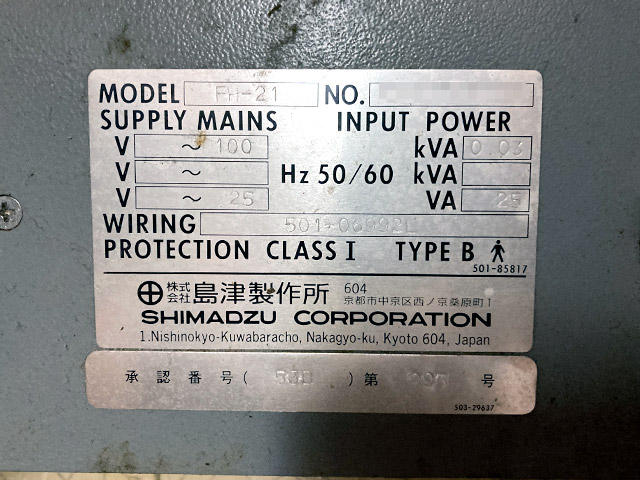 MODEL FH-21 NO.
SUPPLY MAINS INPUT POWER
V ~ 100 kVA 0.03
V ~ Hz 50/60 kVA
V ~ 25 VA 25
WIRING
PROTECTION CLASS I TYPE B
501-85817
株式会社 島津製作所 604 京都市中京区西ノ京桑原町1
SHIMADZU CORPORATION
1.Nishinokyo-Kuwabaracho, Nakagyo-ku, Kyoto 604, Japan
承認番号( )第 号
503-29637